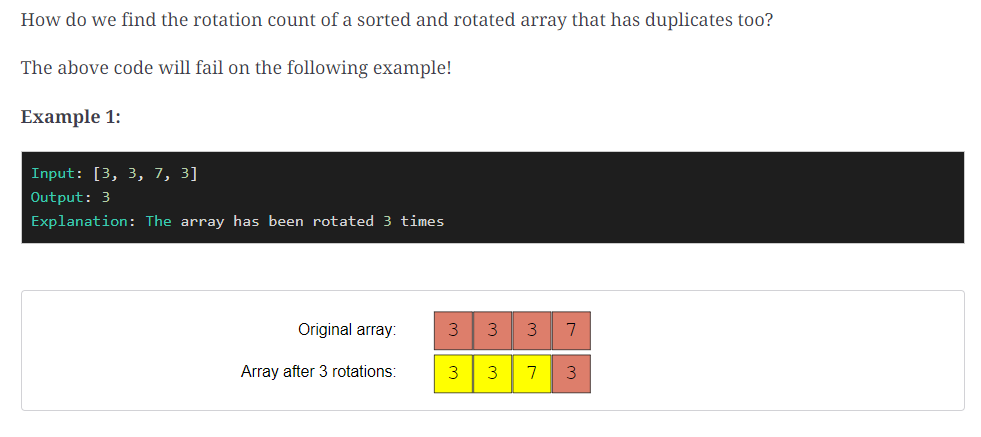 How do we find the rotation count of a sorted and rotated array that has duplicates too?
The above code will fail on the following example!
Example 1:
Input: [3, 3, 7, 3]
Output: 3
Explanation: The array has been rotated 3 times
Original array: 3 3 3 7
Array after 3 rotations: 3 3 7 3